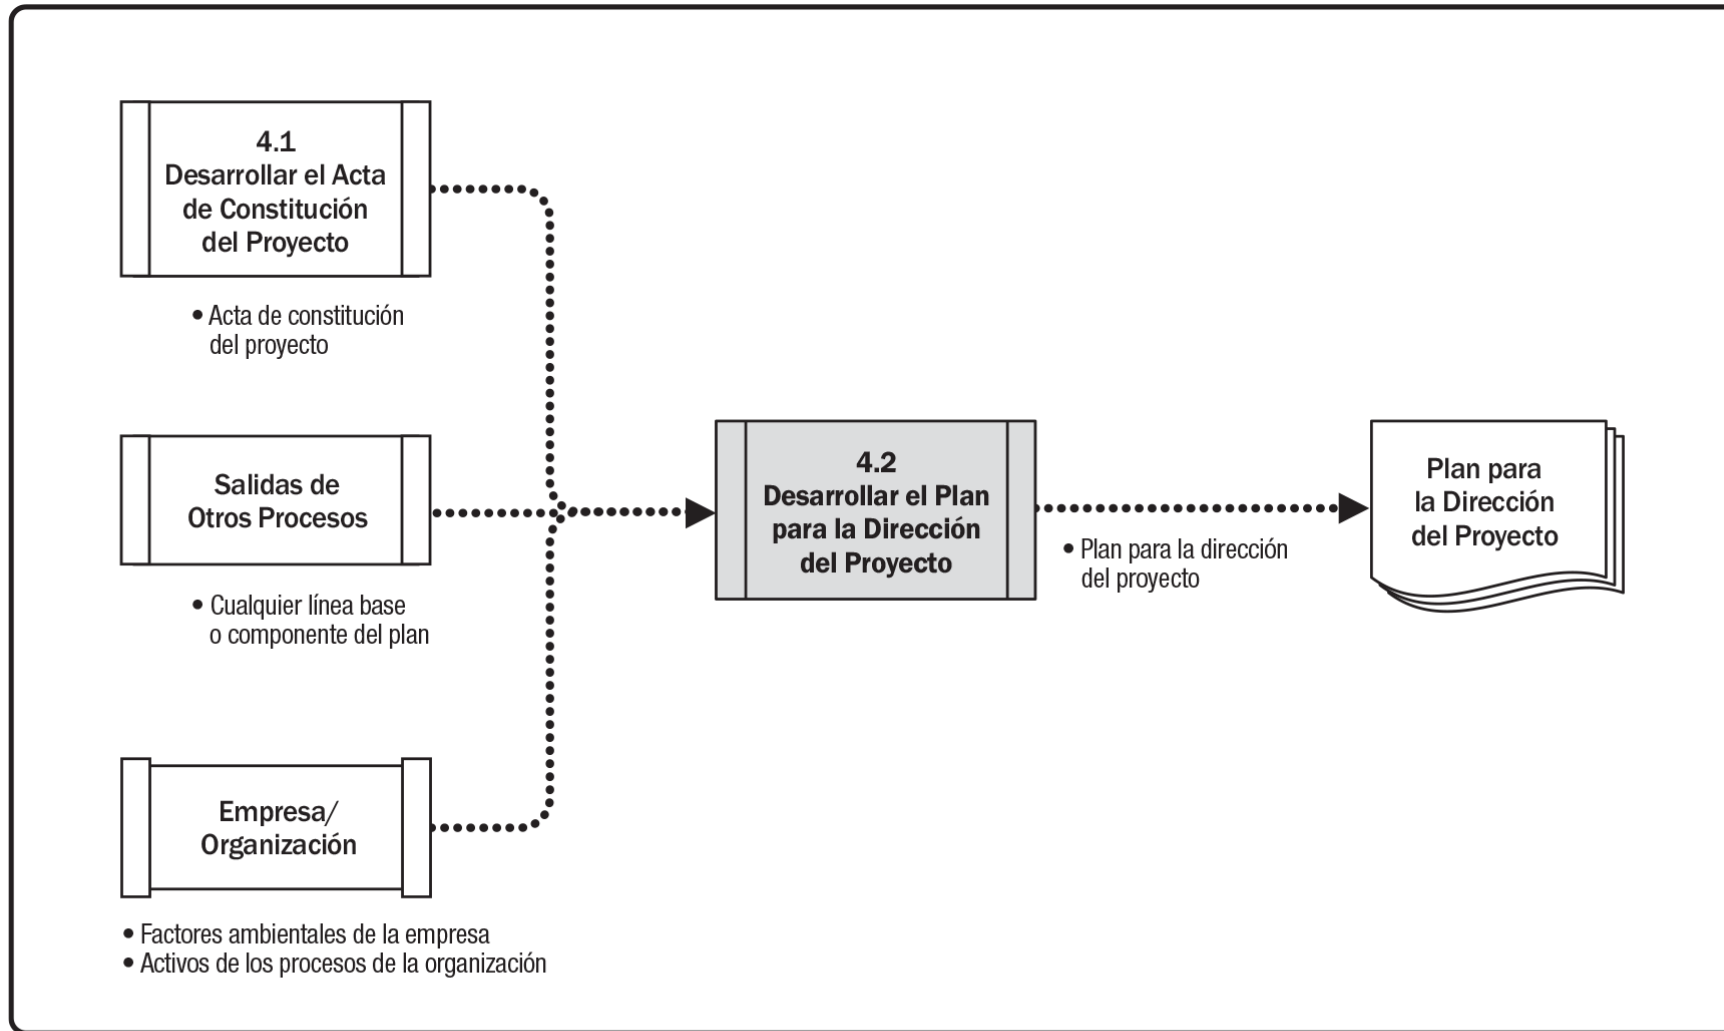 4.1
Desarrollar el Acta
de Constitución
del Proyecto
• Acta de constitución
del proyecto
Salidas de
Otros Procesos
• Cualquier línea base
o componente del plan
Empresa/
Organización
• Factores ambientales de la empresa
• Activos de los procesos de la organización
4.2
Desarrollar el Plan
para la Dirección
del Proyecto
• Plan para la dirección
del proyecto
Plan para
la Dirección
del Proyecto